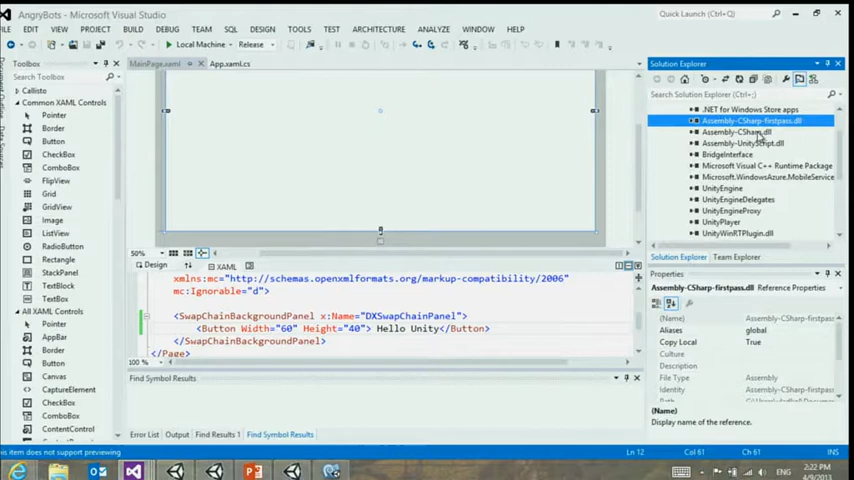 AngryBots - Microsoft Visual Studio
Quick Launch (Ctrl+Q)
FILE EDIT VIEW PROJECT BUILD DEBUG TEAM SQL DESIGN TOOLS TEST ARCHITECTURE ANALYZE WINDOW HELP
Local Machine Release
Toolbox
Search Toolbox
Callisto
Common XAML Controls
Pointer
Border
Button
CheckBox
ComboBox
FlipView
Grid
GridView
Image
ListView
RadioButton
Rectangle
StackPanel
TextBlock
TextBox
All XAML Controls
Pointer
AppBar
Border
Button
Canvas
CaptureElement
CheckBox
ComboBox
ContentControl
MainPage.xaml App.xaml.cs
50%
Design XAML
xmlns:mc="http://schemas.openxmlformats.org/markup-compatibility/2006"
mc:Ignorable="d">
<SwapChainBackgroundPanel x:Name="DXSwapChainPanel">
<Button Width="60" Height="40"> Hello Unity</Button>
</SwapChainBackgroundPanel>
</Page>
100 %
Find Symbol Results
Error List Output Find Results 1 Find Symbol Results
Solution Explorer
Search Solution Explorer (Ctrl+;)
.NET for Windows Store apps
Assembly-CSharp-firstpass.dll
Assembly-CSharp.dll
Assembly-UnityScript.dll
BridgeInterface
Microsoft Visual C++ Runtime Package
Microsoft.WindowsAzure.MobileService
UnityEngine
UnityEngineDelegates
UnityEngineProxy
UnityPlayer
UnityWinRTPlugin.dll
Solution Explorer Team Explorer
Properties
Assembly-CSharp-firstpass.dll Reference Properties
(Name) Assembly-CSharp-firstpass
Aliases global
Copy Local True
Culture
Description
File Type Assembly
Identity Assembly-CSharp-firstpass
(Name)
Display name of the reference.
This item does not support previewing
Ln 12 Col 61 Ch 61 INS
ENG
2:22 PM
4/9/2013